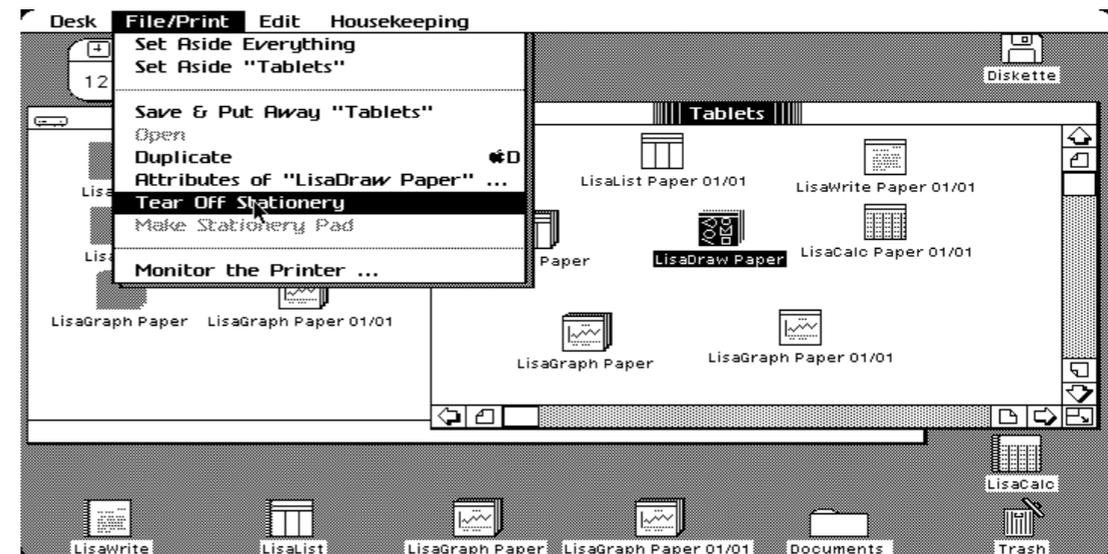 Desk File/Print Edit Housekeeping
Set Aside Everything
Set Aside "Tablets"
Save & Put Away "Tablets"
Open
Duplicate D
Attributes of "LisaDraw Paper" ...
Tear Off Stationery
Make Stationery Pad
Monitor the Printer ...
12
Diskette
Tablets
LisaList Paper 01/01
LisaWrite Paper 01/01
Paper
LisaDraw Paper
LisaCalc Paper 01/01
LisaGraph Paper
LisaGraph Paper 01/01
LisaGraph Paper
LisaGraph Paper 01/01
LisaCalc
LisaWrite
LisaList
LisaGraph Paper
LisaGraph Paper 01/01
Documents
Trash